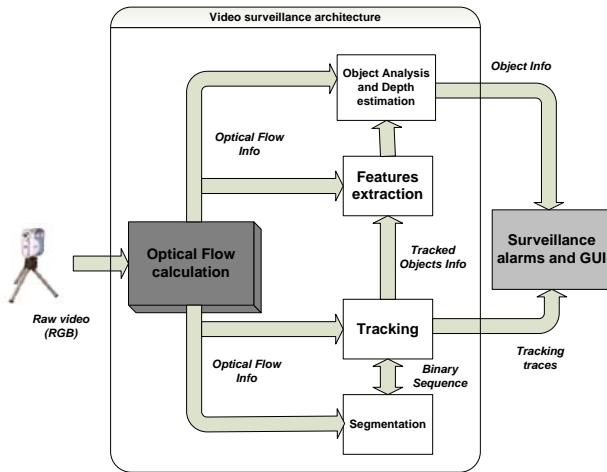 Video surveillance architecture
Object Analysis
and Depth
estimation
Object Info
Optical Flow
Info
Features
extraction
Optical Flow
calculation
Tracked
Objects Info
Surveillance
alarms and GUI
Raw video
(RGB)
Tracking
Optical Flow
Info
Binary
Sequence
Tracking
traces
Segmentation